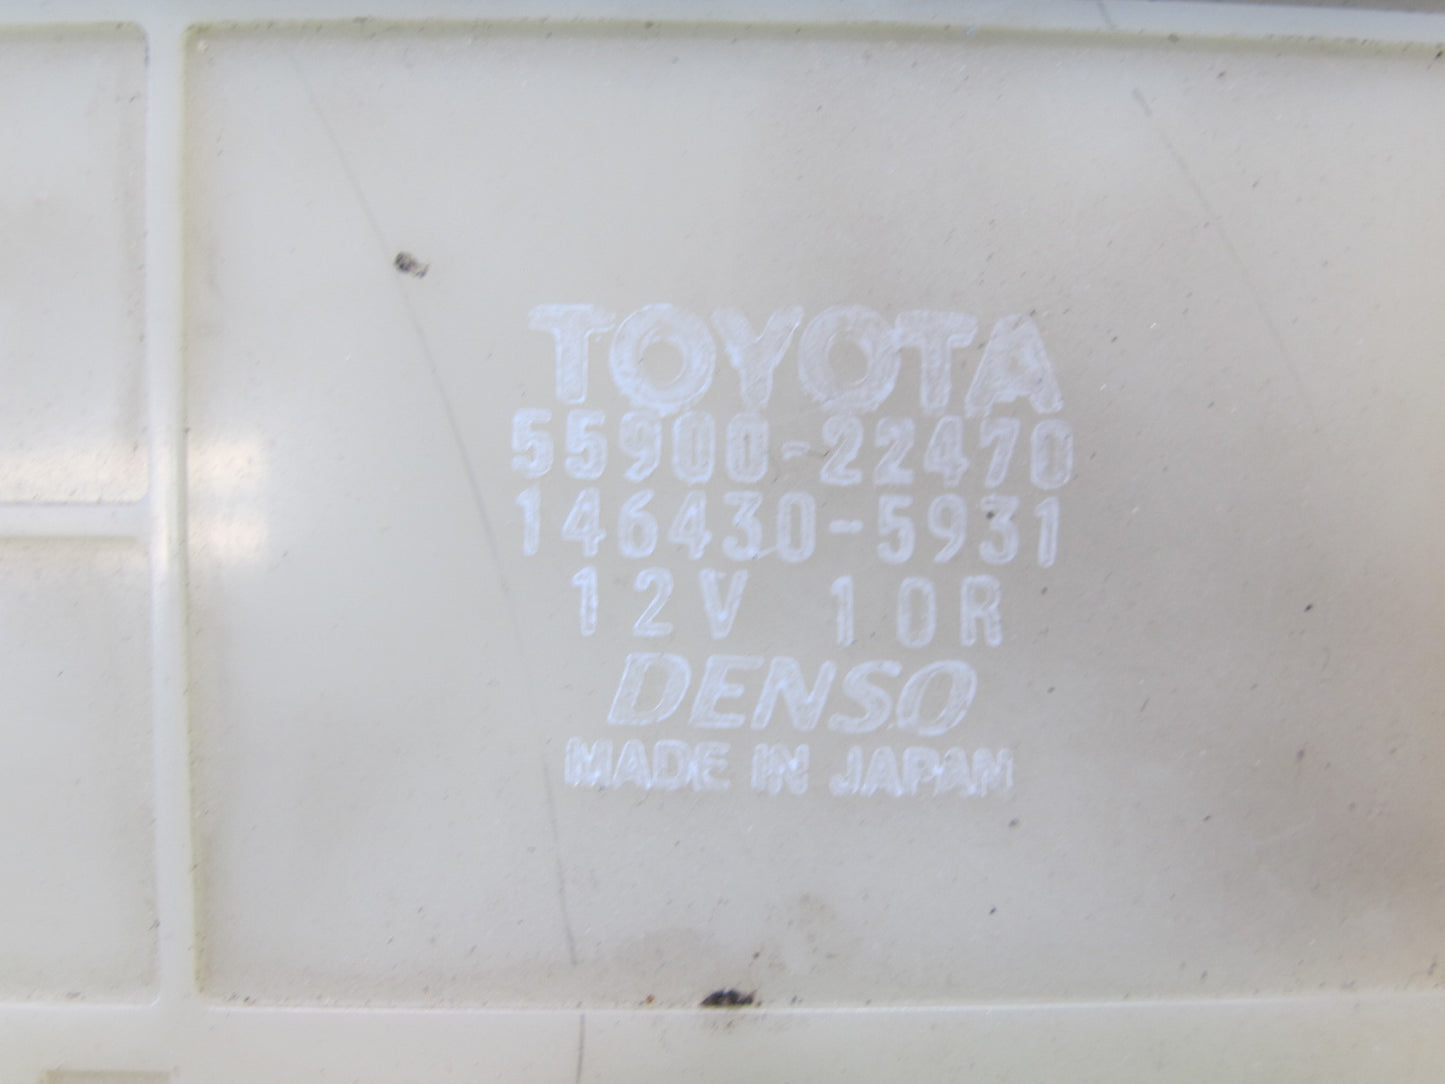 TOYOTA
55900-22470
146430-5931
12V 10R
DENSO
MADE IN JAPAN